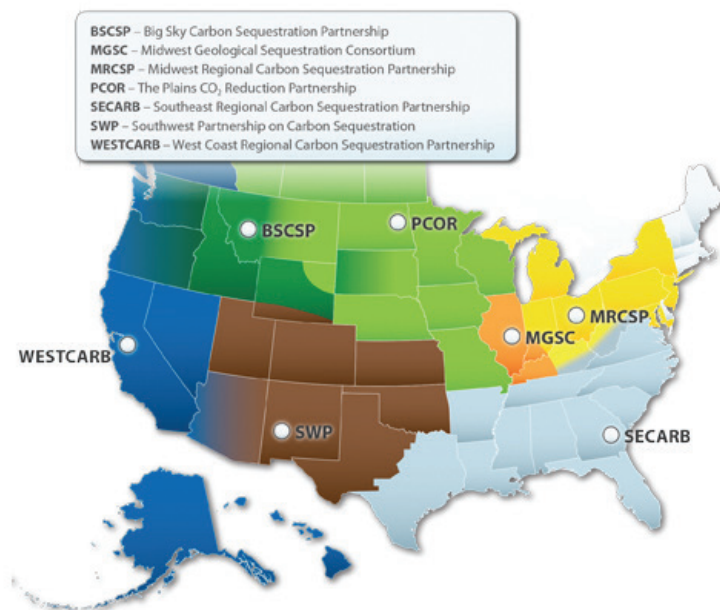 BSCSP – Big Sky Carbon Sequestration Partnership
MGSC – Midwest Geological Sequestration Consortium
MRCSP – Midwest Regional Carbon Sequestration Partnership
PCOR – The Plains CO₂ Reduction Partnership
SECARB – Southeast Regional Carbon Sequestration Partnership
SWP – Southwest Partnership on Carbon Sequestration
WESTCARB – West Coast Regional Carbon Sequestration Partnership
PCOR
BSCSP
MRCSP
MGSC
WESTCARB
SWP
SECARB